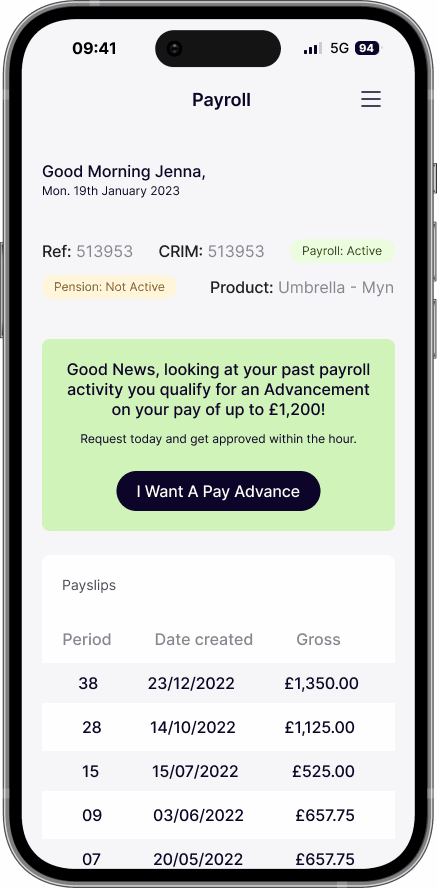 09:41 5G 94
Payroll
Good Morning Jenna,
Mon. 19th January 2023
Ref: 513953 CRIM: 513953 Payroll: Active
Pension: Not Active Product: Umbrella - Myn
Good News, looking at your past payroll
activity you qualify for an Advancement
on your pay of up to £1,200!
Request today and get approved within the hour.
I Want A Pay Advance
Payslips
Period Date created Gross
38 23/12/2022 £1,350.00
28 14/10/2022 £1,125.00
15 15/07/2022 £525.00
09 03/06/2022 £657.75
07 20/05/2022 £657.75